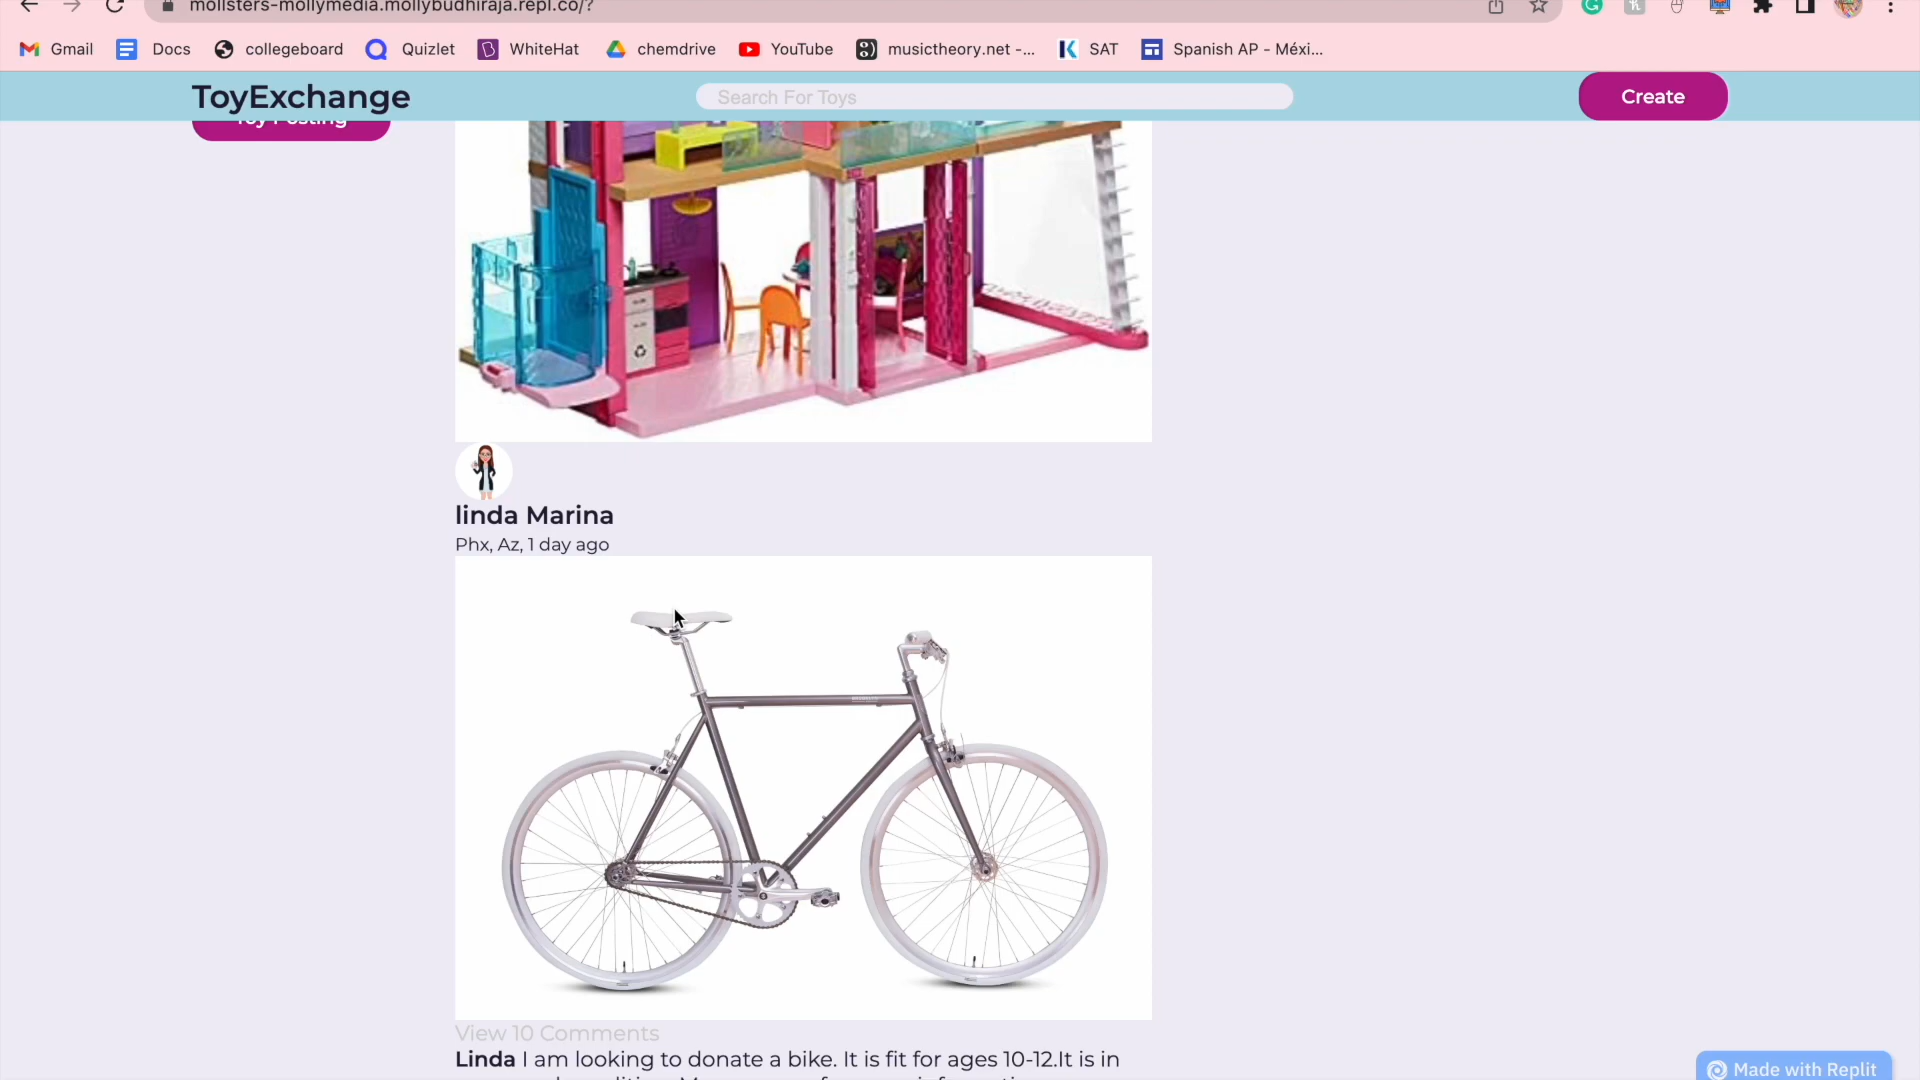 mollsters-mollymedia.mollybudhiraja.repl.co/?
Gmail Docs collegeboard Quizlet WhiteHat chemdrive YouTube musictheory.net -... SAT Spanish AP - Méxi...
ToyExchange Search For Toys Create
Toy Posting
linda Marina
Phx, Az, 1 day ago
View 10 Comments
Linda I am looking to donate a bike. It is fit for ages 10-12.It is in
Made with Replit